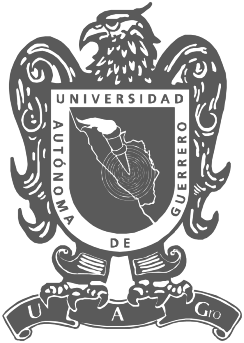 UNIVERSIDAD
AUTÓNOMA
DE
GUERRERO
U A Gro